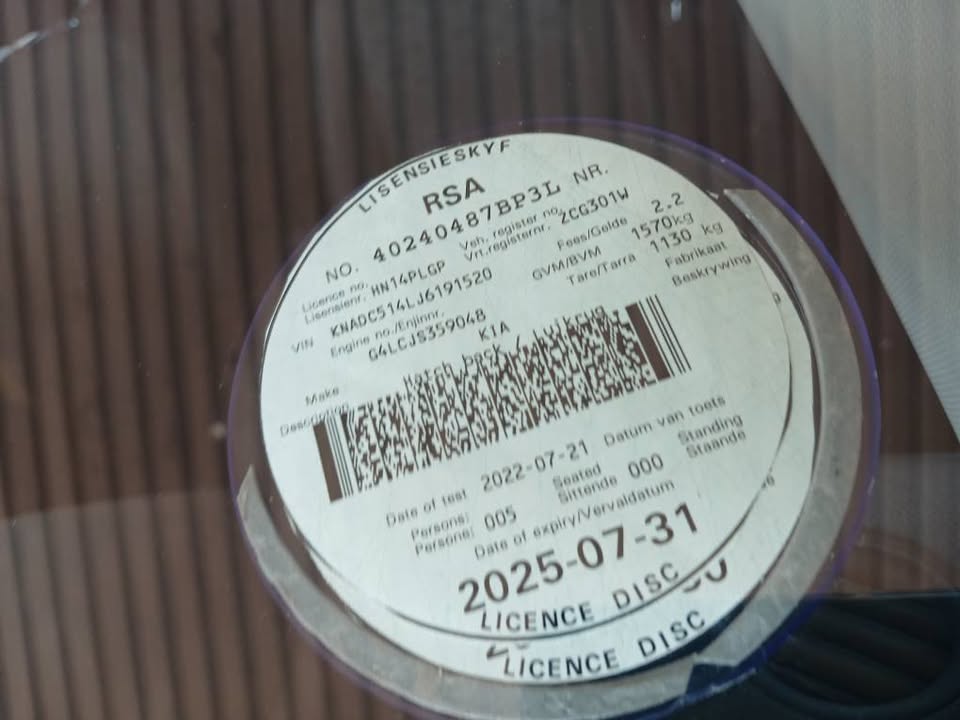 LISENSIESKYF
RSA
NO. 40240487BP3L NR.
Licence no. Veh. register no.
Lisensienr. HN14PLGP Vrt.registernr. ZCG301W
VIN KNADC514LJ6191520 Fees/Gelde 2.2
Engine no./Enjinnr. GVM/BVM 1570kg
G4LCJS359048 Tare/Tarra 1130 kg
Make KIA Fabrikaat
Description Hatch back / Luikrug Beskrywing
Date of test 2022-07-21 Datum van toets
Persons: Seated Standing
Persone: 005 Sittende 000 Staande
Date of expiry/Vervaldatum
2025-07-31
LICENCE DISC
LICENCE DISC